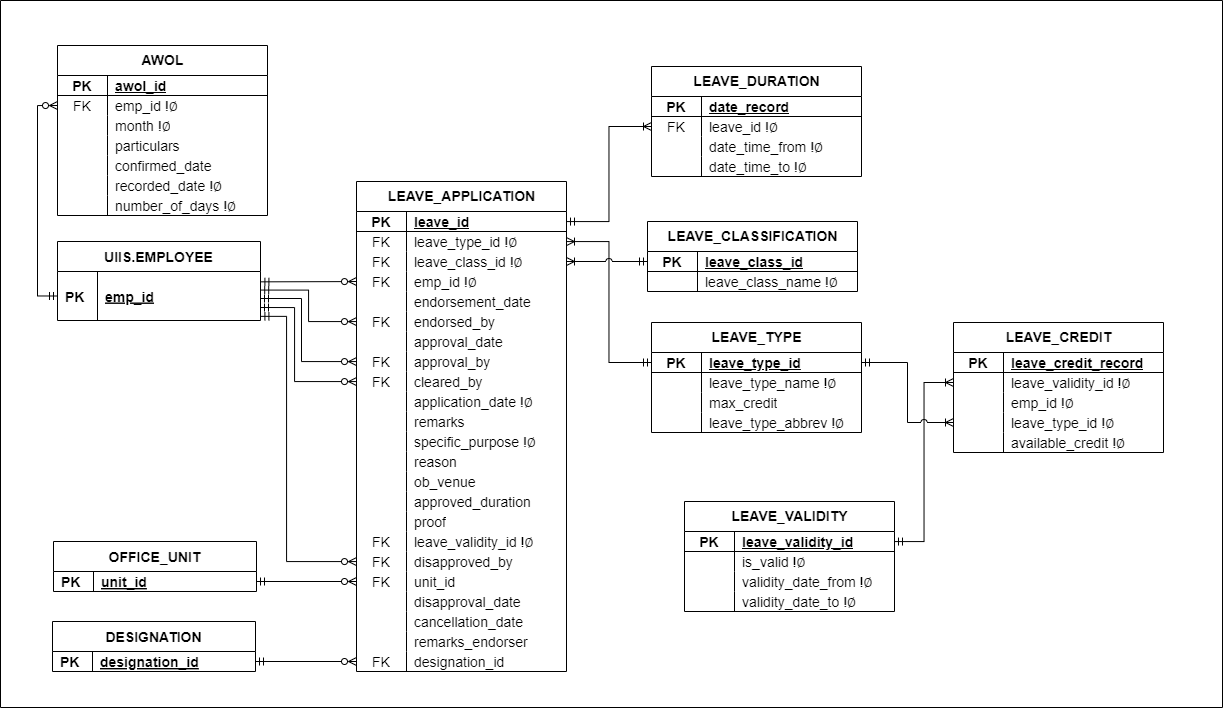 AWOL
PK awol_id
FK emp_id !Ø
month !Ø
particulars
confirmed_date
recorded_date !Ø
number_of_days !Ø
UIIS.EMPLOYEE
PK emp_id
OFFICE_UNIT
PK unit_id
DESIGNATION
PK designation_id
LEAVE_APPLICATION
PK leave_id
FK leave_type_id !Ø
FK leave_class_id !Ø
FK emp_id !Ø
endorsement_date
FK endorsed_by
approval_date
FK approval_by
FK cleared_by
application_date !Ø
remarks
specific_purpose !Ø
reason
ob_venue
approved_duration
proof
FK leave_validity_id !Ø
FK disapproved_by
FK unit_id
disapproval_date
cancellation_date
remarks_endorser
FK designation_id
LEAVE_DURATION
PK date_record
FK leave_id !Ø
date_time_from !Ø
date_time_to !Ø
LEAVE_CLASSIFICATION
PK leave_class_id
leave_class_name !Ø
LEAVE_TYPE
PK leave_type_id
leave_type_name !Ø
max_credit
leave_type_abbrev !Ø
LEAVE_CREDIT
PK leave_credit_record
leave_validity_id !Ø
emp_id !Ø
leave_type_id !Ø
available_credit !Ø
LEAVE_VALIDITY
PK leave_validity_id
is_valid !Ø
validity_date_from !Ø
validity_date_to !Ø